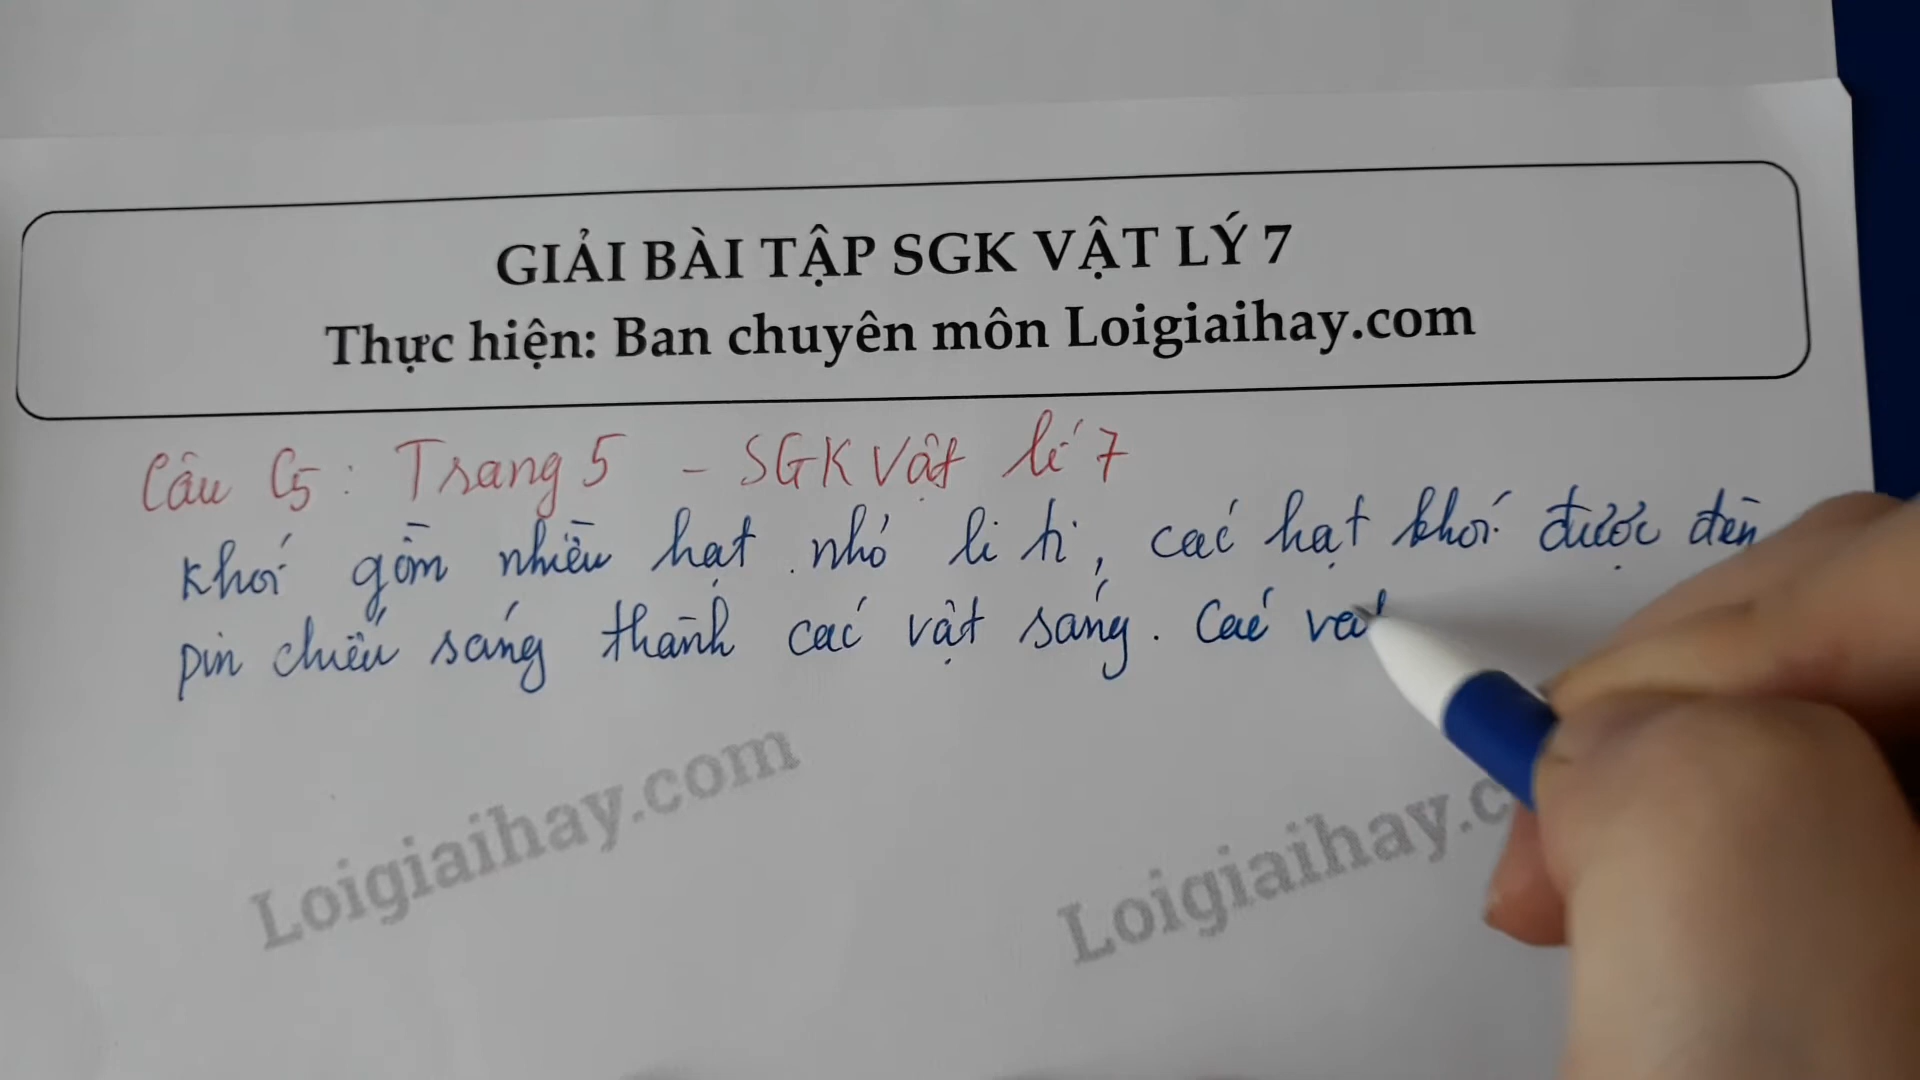 GIẢI BÀI TẬP SGK VẬT LÝ 7
Thực hiện: Ban chuyên môn Loigiaihay.com
Câu C5: Trang 5 - SGK Vật lí 7
Khói gồm nhiều hạt nhỏ li ti, các hạt khói được đèn
pin chiếu sáng thành các vật sáng. Các
Loigiaihay.com
Loigiaihay.c